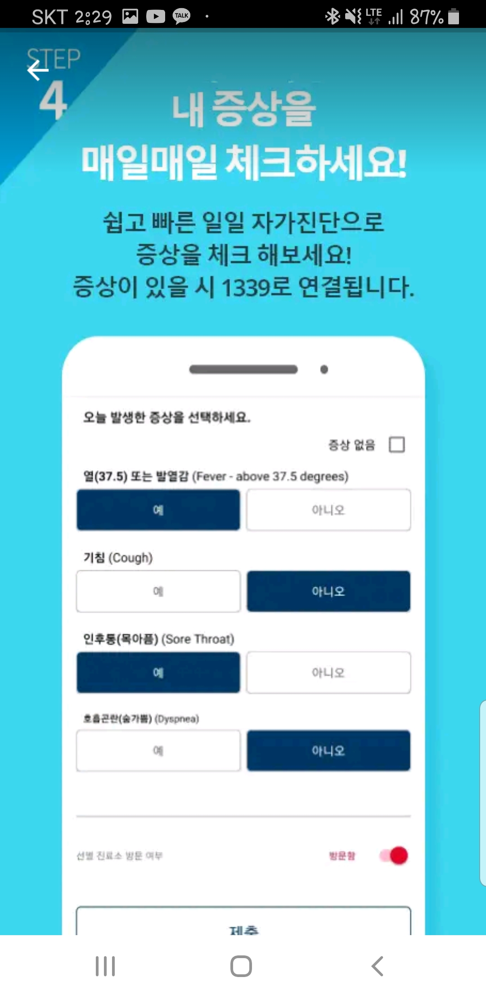 SKT 2:29 TALK LTE 87%
STEP
4
내 증상을
매일매일 체크하세요!
쉽고 빠른 일일 자가진단으로
증상을 체크 해보세요!
증상이 있을 시 1339로 연결됩니다.
오늘 발생한 증상을 선택하세요.
증상 없음
열(37.5) 또는 발열감 (Fever - above 37.5 degrees)
예 아니오
기침 (Cough)
예 아니오
인후통(목아픔) (Sore Throat)
예 아니오
호흡곤란(숨가쁨) (Dyspnea)
예 아니오
선별 진료소 방문 여부 방문함
제출